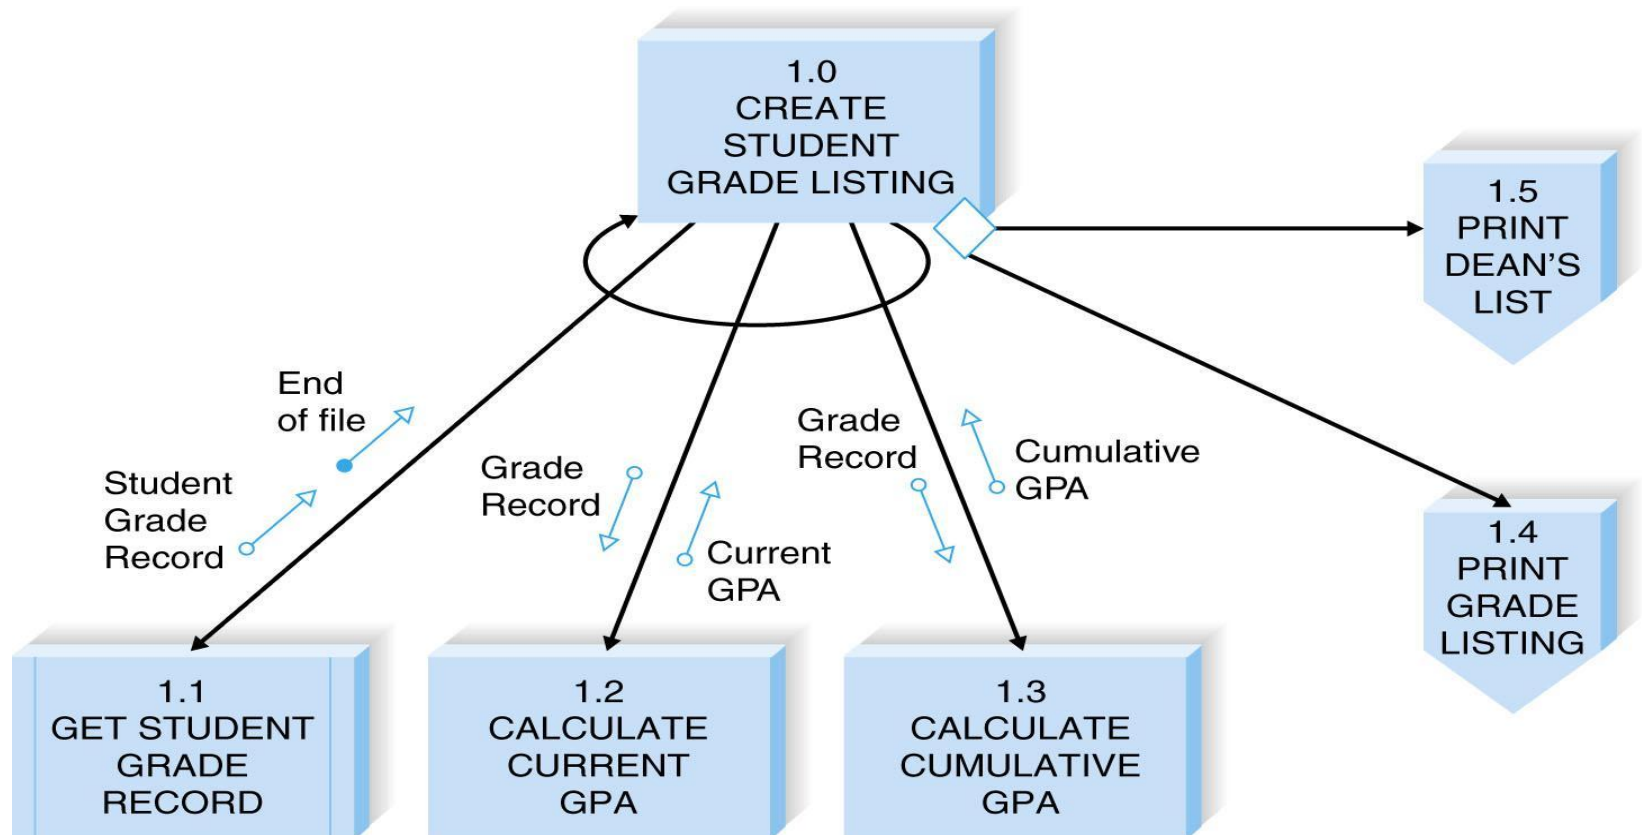 1.0
CREATE
STUDENT
GRADE LISTING
1.5
PRINT
DEAN'S
LIST
End
of file
Student
Grade
Record
Grade
Record
Current
GPA
Grade
Record
Cumulative
GPA
1.4
PRINT
GRADE
LISTING
1.1
GET STUDENT
GRADE
RECORD
1.2
CALCULATE
CURRENT
GPA
1.3
CALCULATE
CUMULATIVE
GPA